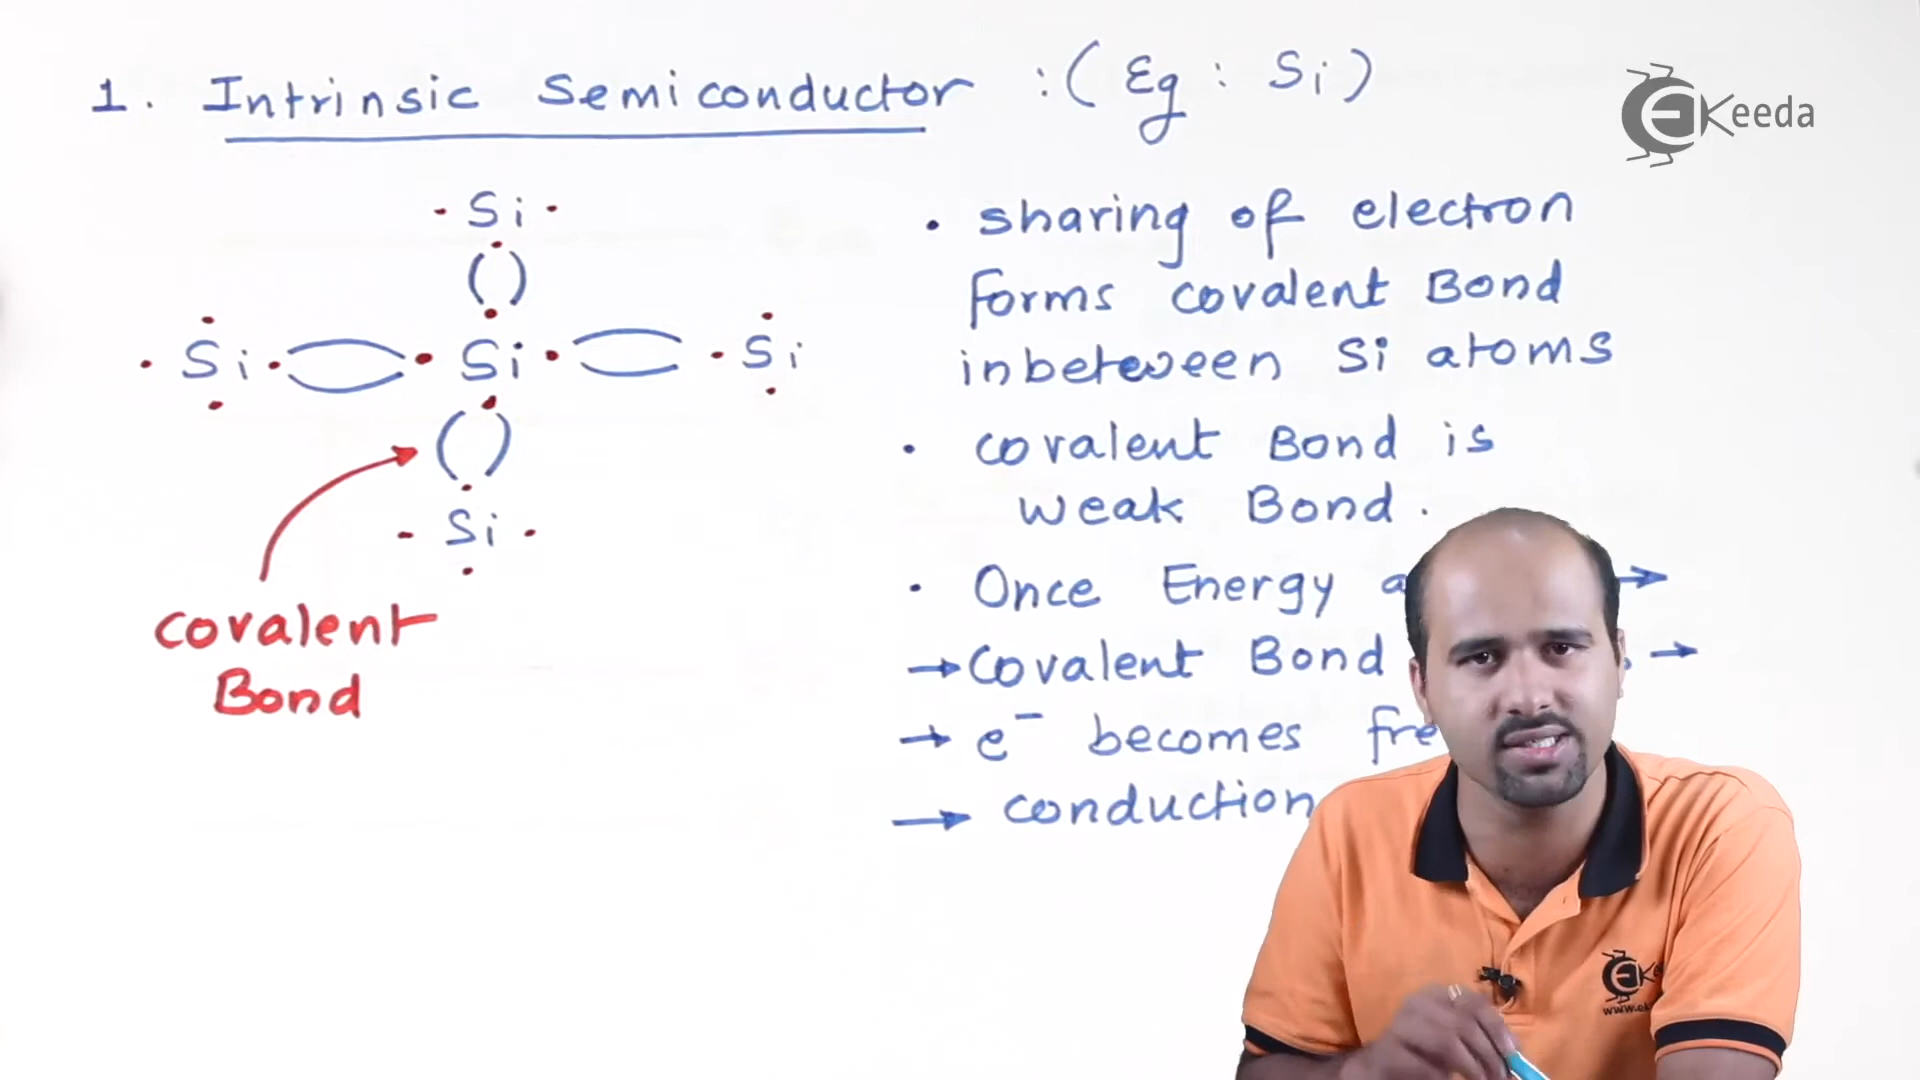 1. Intrinsic Semiconductor : (Eg : Si)
EKeeda
Si
Si Si Si
Si
Covalent
Bond
• sharing of electron
forms covalent Bond
inbetween Si atoms
• covalent Bond is
weak Bond.
• Once Energy →
→ Covalent Bond →
→ e⁻ becomes
→ conduction